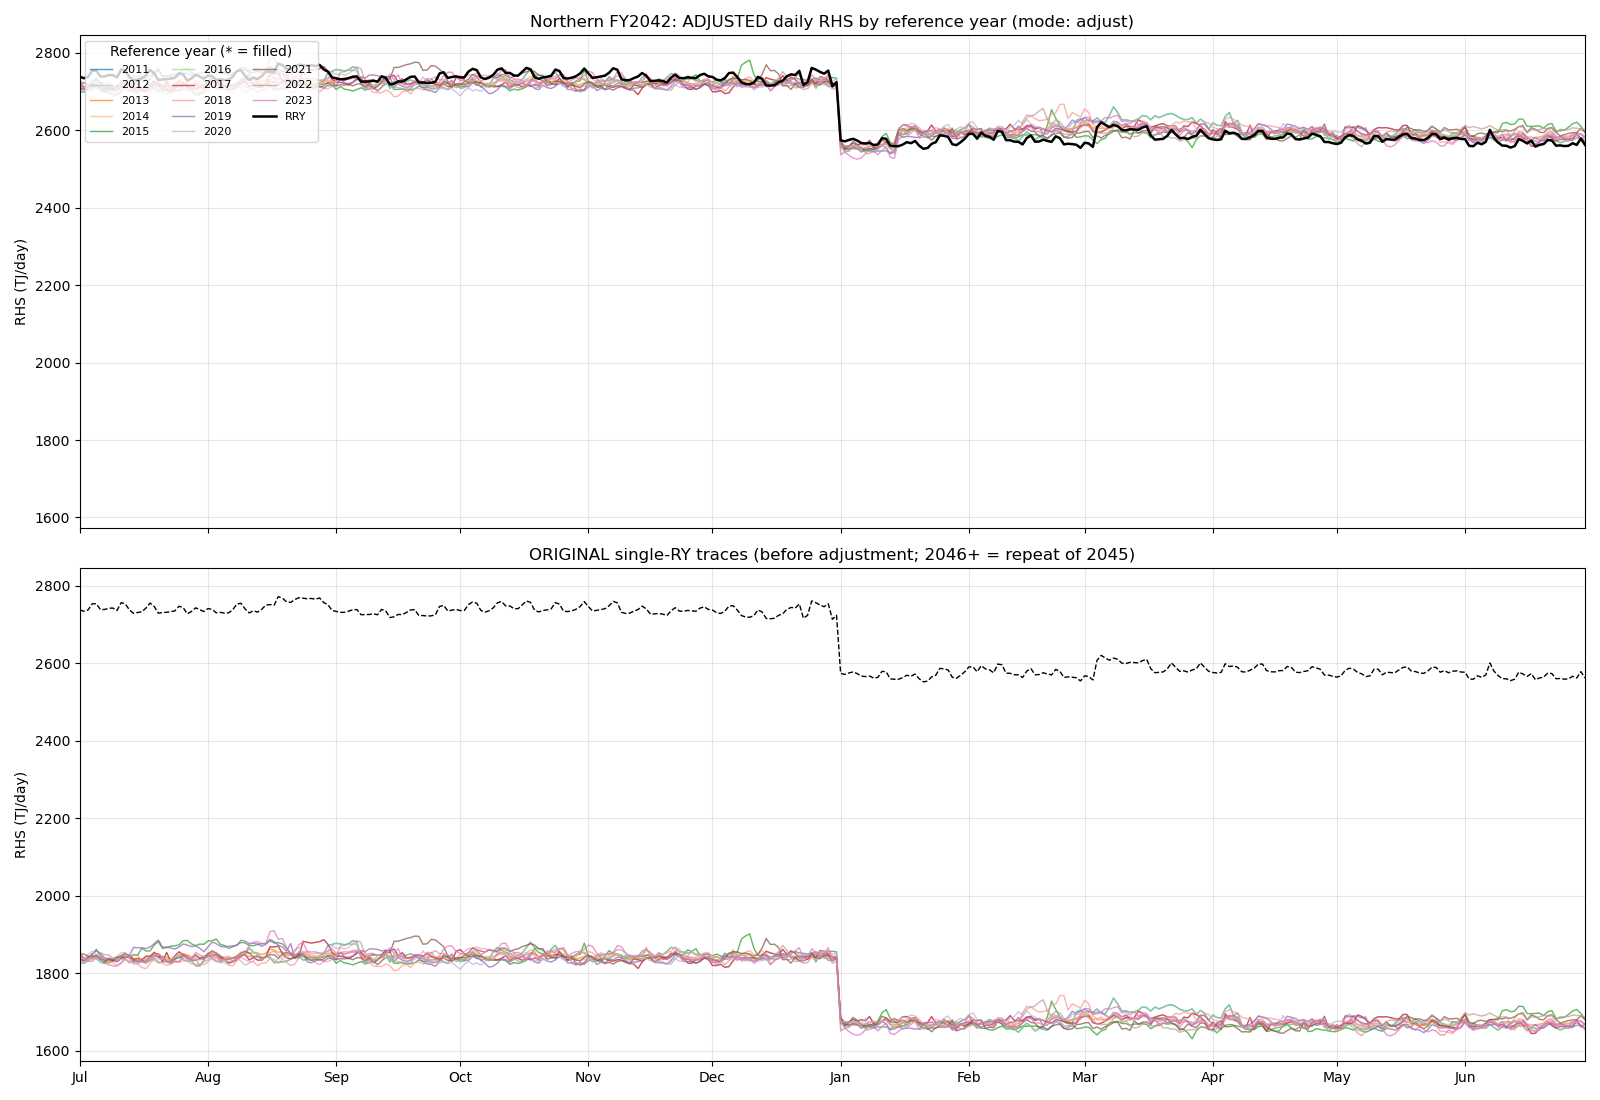 Northern FY2042: ADJUSTED daily RHS by reference year (mode: adjust)
RHS (TJ/day)
2800
2600
2400
2200
2000
1800
1600
Reference year (* = filled)
2011 2016 2021
2012 2017 2022
2013 2018 2023
2014 2019 RRY
2015 2020
ORIGINAL single-RY traces (before adjustment; 2046+ = repeat of 2045)
RHS (TJ/day)
2800
2600
2400
2200
2000
1800
1600
Jul Aug Sep Oct Nov Dec Jan Feb Mar Apr May Jun